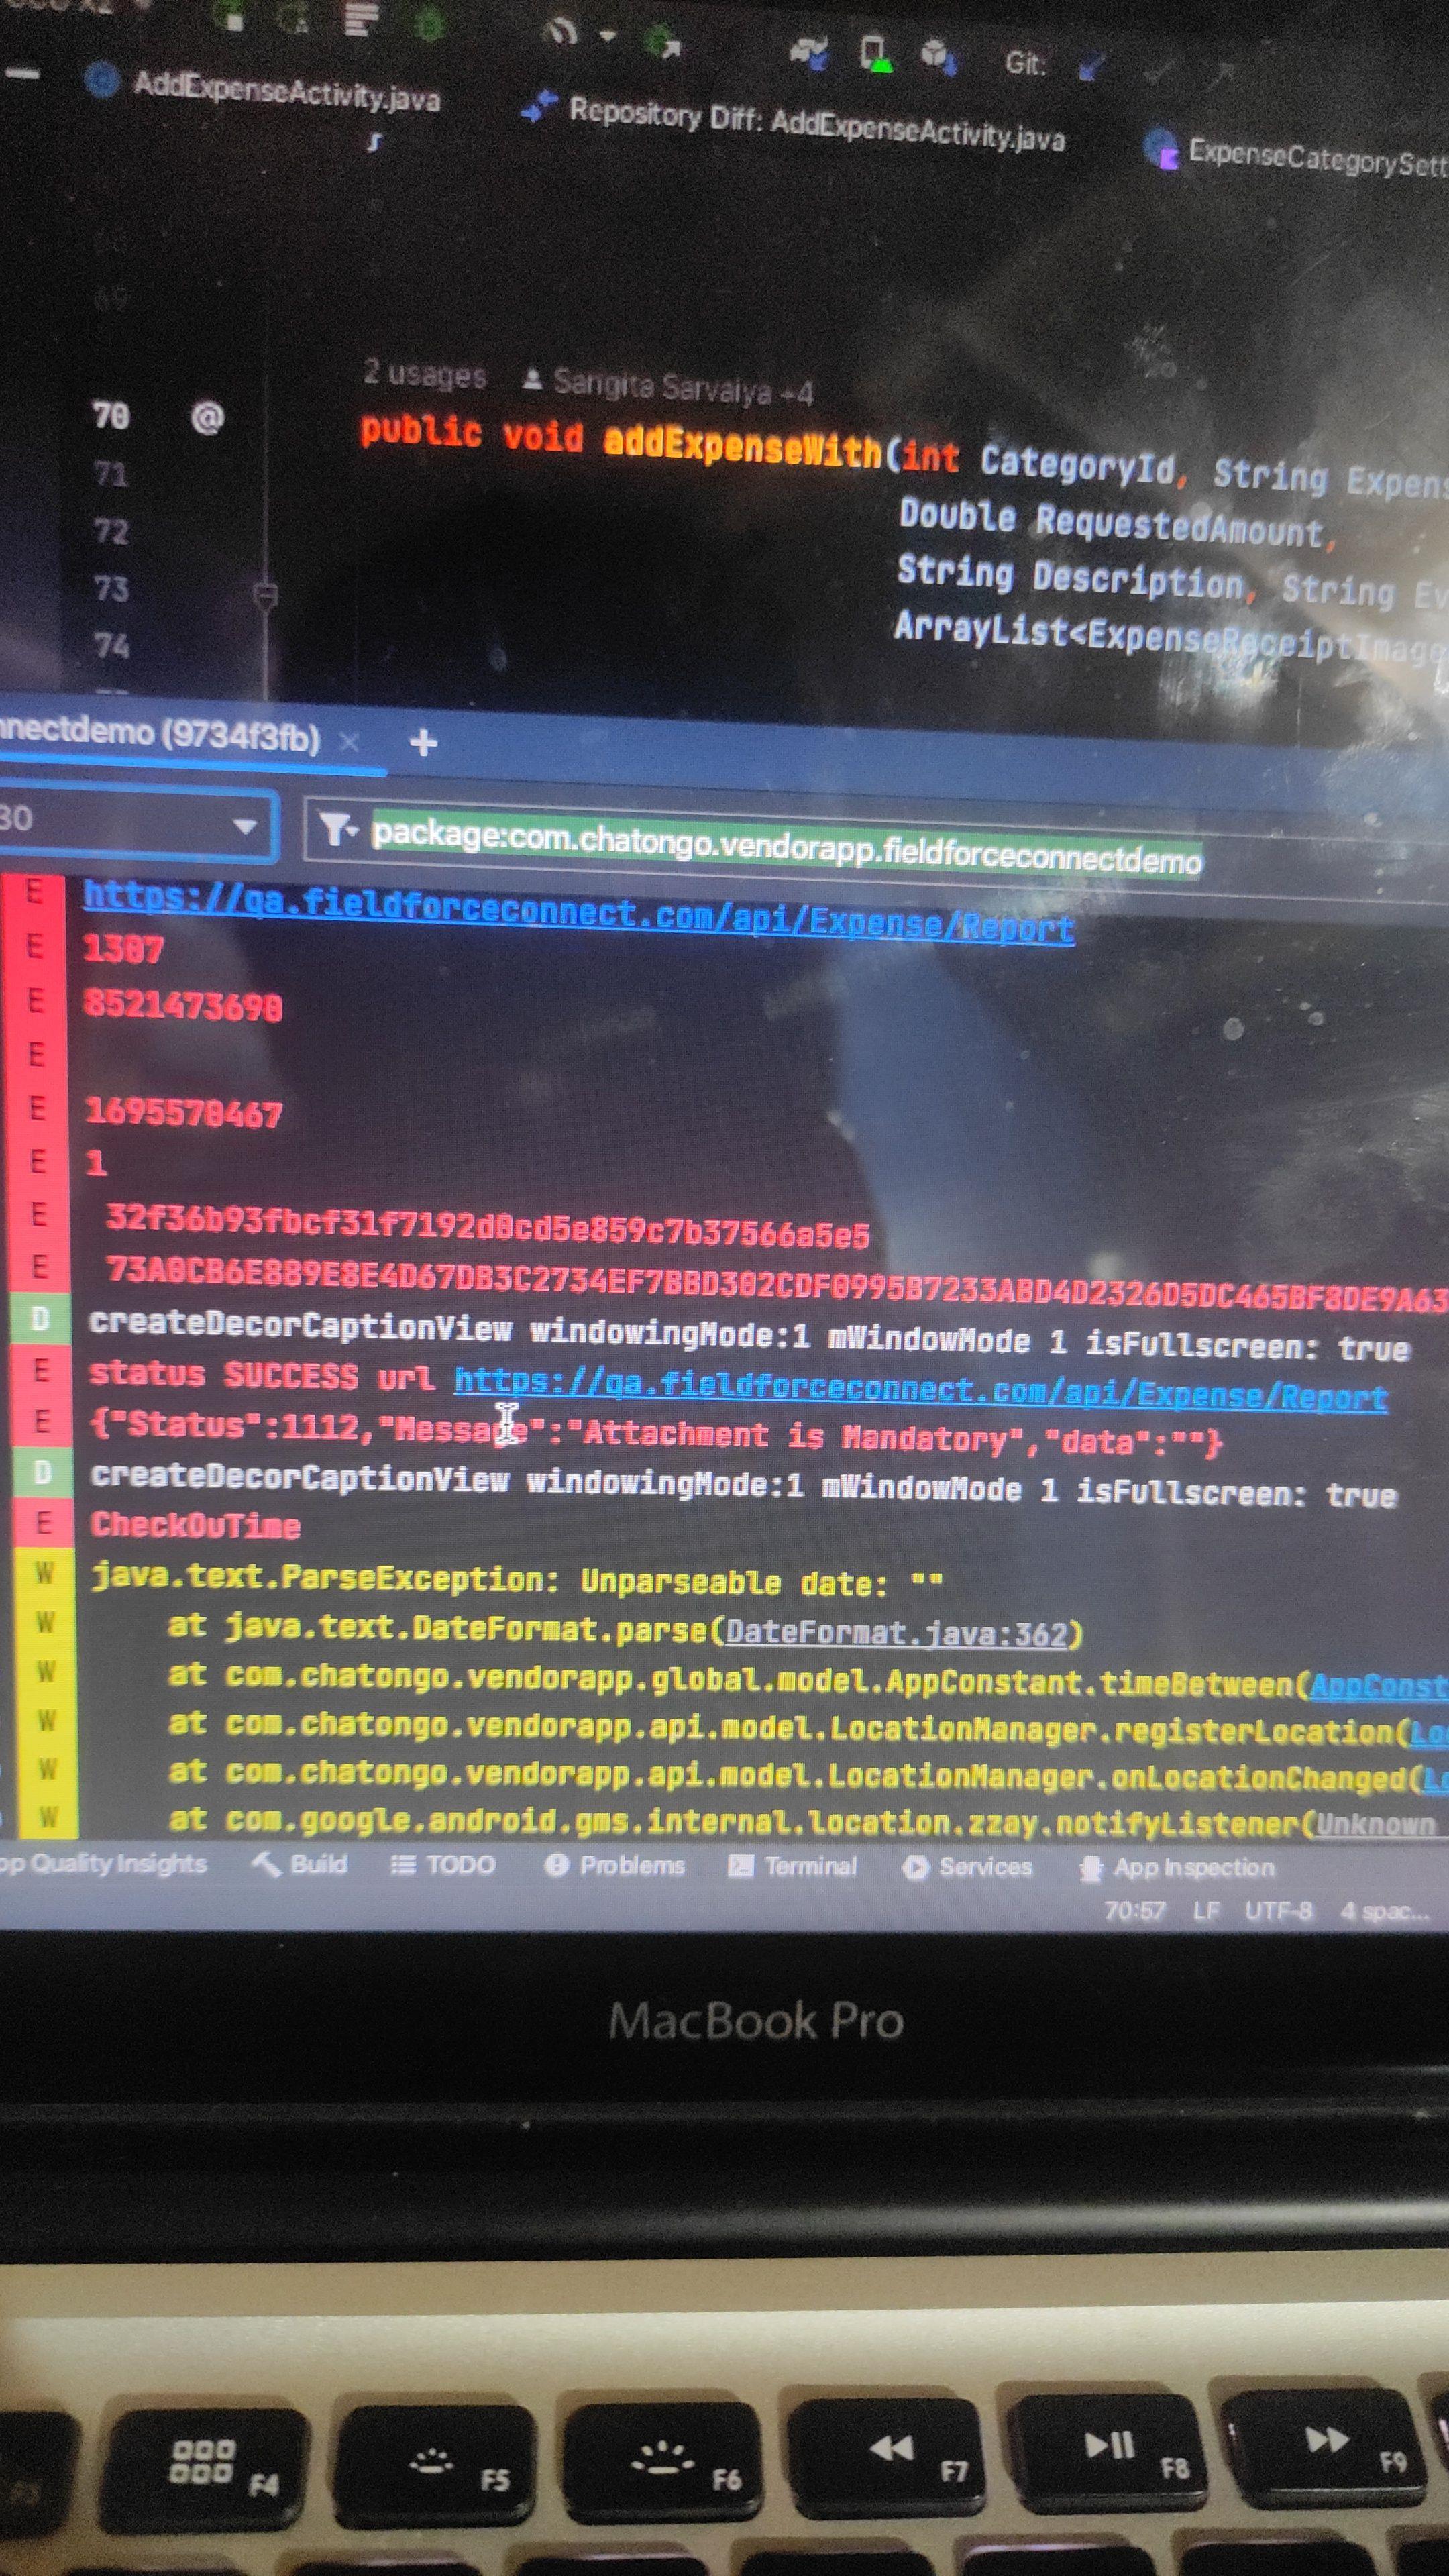 Git:
AddExpenseActivity.java
Repository Diff: AddExpenseActivity.java
ExpenseCategorySett
68
69
2 usages Sangita Sarvaiya +4
70 @ public void addExpenseWith(int CategoryId, String Expens
71 Double RequestedAmount,
72 String Description, String Ev
73 ArrayList<ExpenseReceiptImage
74
nnectdemo (9734f3fb) × +
30
package:com.chatongo.vendorapp.fieldforceconnectdemo
E https://qa.fieldforceconnect.com/api/Expense/Report
E 1307
E 8521473690
E
E 1695570467
E 1
E 32f36b93fbcf31f7192d0cd5e859c7b37566a5e5
E 73A0CB6E889E8E4D67DB3C2734EF7BBD302CDF0995B7233ABD4D2326D5DC465BF8DE9A63
D createDecorCaptionView windowingMode:1 mWindowMode 1 isFullscreen: true
E status SUCCESS url https://qa.fieldforceconnect.com/api/Expense/Report
E {"Status":1112,"Message":"Attachment is Mandatory","data":""}
D createDecorCaptionView windowingMode:1 mWindowMode 1 isFullscreen: true
E CheckOuTime
W java.text.ParseException: Unparseable date: ""
W at java.text.DateFormat.parse(DateFormat.java:362)
W at com.chatongo.vendorapp.global.model.AppConstant.timeBetween(AppConst
W at com.chatongo.vendorapp.api.model.LocationManager.registerLocation(Lo
W at com.chatongo.vendorapp.api.model.LocationManager.onLocationChanged(Lo
W at com.google.android.gms.internal.location.zzay.notifyListener(Unknown
op Quality Insights Build TODO Problems Terminal Services App Inspection
70:57 LF UTF-8 4 spac...
MacBook Pro
F3 F4 F5 F6 F7 F8 F9